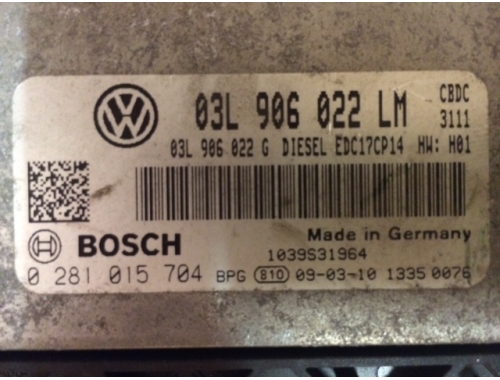 03L 906 022 LM CBDC
3111
03L 906 022 G DIESEL EDC17CP14 HW: H01
Made in Germany
BOSCH 1039S31964
0 281 015 704 BPG 810 09-03-10 1335 0076